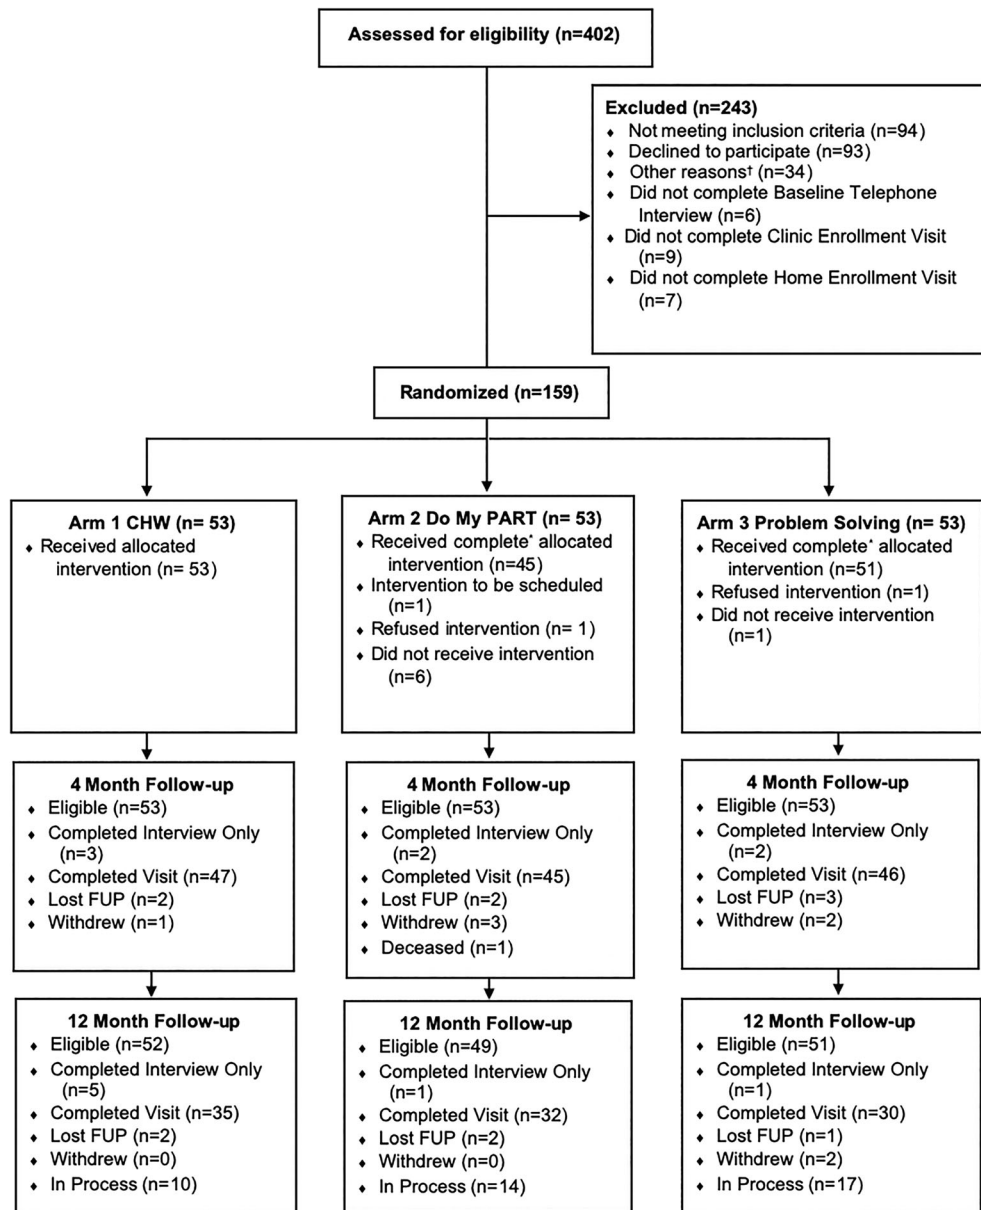 Assessed for eligibility (n=402)
Excluded (n=243)
♦ Not meeting inclusion criteria (n=94)
♦ Declined to participate (n=93)
♦ Other reasons† (n=34)
♦ Did not complete Baseline Telephone
Interview (n=6)
♦ Did not complete Clinic Enrollment Visit
(n=9)
♦ Did not complete Home Enrollment Visit
(n=7)
Randomized (n=159)
Arm 1 CHW (n= 53)
♦ Received allocated
intervention (n= 53)
Arm 2 Do My PART (n= 53)
♦ Received complete* allocated
intervention (n=45)
♦ Intervention to be scheduled
(n=1)
♦ Refused intervention (n= 1)
♦ Did not receive intervention
(n=6)
Arm 3 Problem Solving (n= 53)
♦ Received complete* allocated
intervention (n=51)
♦ Refused intervention (n=1)
♦ Did not receive intervention
(n=1)
4 Month Follow-up
♦ Eligible (n=53)
♦ Completed Interview Only
(n=3)
♦ Completed Visit (n=47)
♦ Lost FUP (n=2)
♦ Withdrew (n=1)
4 Month Follow-up
♦ Eligible (n=53)
♦ Completed Interview Only
(n=2)
♦ Completed Visit (n=45)
♦ Lost FUP (n=2)
♦ Withdrew (n=3)
♦ Deceased (n=1)
4 Month Follow-up
♦ Eligible (n=53)
♦ Completed Interview Only
(n=2)
♦ Completed Visit (n=46)
♦ Lost FUP (n=3)
♦ Withdrew (n=2)
12 Month Follow-up
♦ Eligible (n=52)
♦ Completed Interview Only
(n=5)
♦ Completed Visit (n=35)
♦ Lost FUP (n=2)
♦ Withdrew (n=0)
♦ In Process (n=10)
12 Month Follow-up
♦ Eligible (n=49)
♦ Completed Interview Only
(n=1)
♦ Completed Visit (n=32)
♦ Lost FUP (n=2)
♦ Withdrew (n=0)
♦ In Process (n=14)
12 Month Follow-up
♦ Eligible (n=51)
♦ Completed Interview Only
(n=1)
♦ Completed Visit (n=30)
♦ Lost FUP (n=1)
♦ Withdrew (n=2)
♦ In Process (n=17)